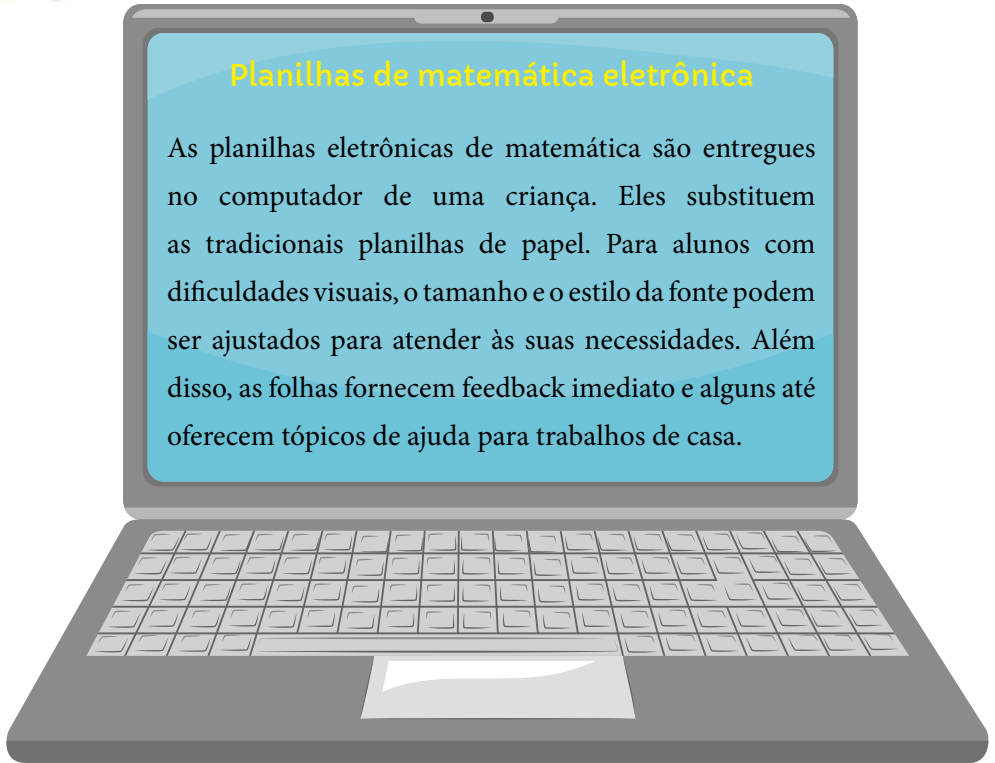 Planilhas de matemática eletrônica
As planilhas eletrônicas de matemática são entregues
no computador de uma criança. Eles substituem
as tradicionais planilhas de papel. Para alunos com
dificuldades visuais, o tamanho e o estilo da fonte podem
ser ajustados para atender às suas necessidades. Além
disso, as folhas fornecem feedback imediato e alguns até
oferecem tópicos de ajuda para trabalhos de casa.